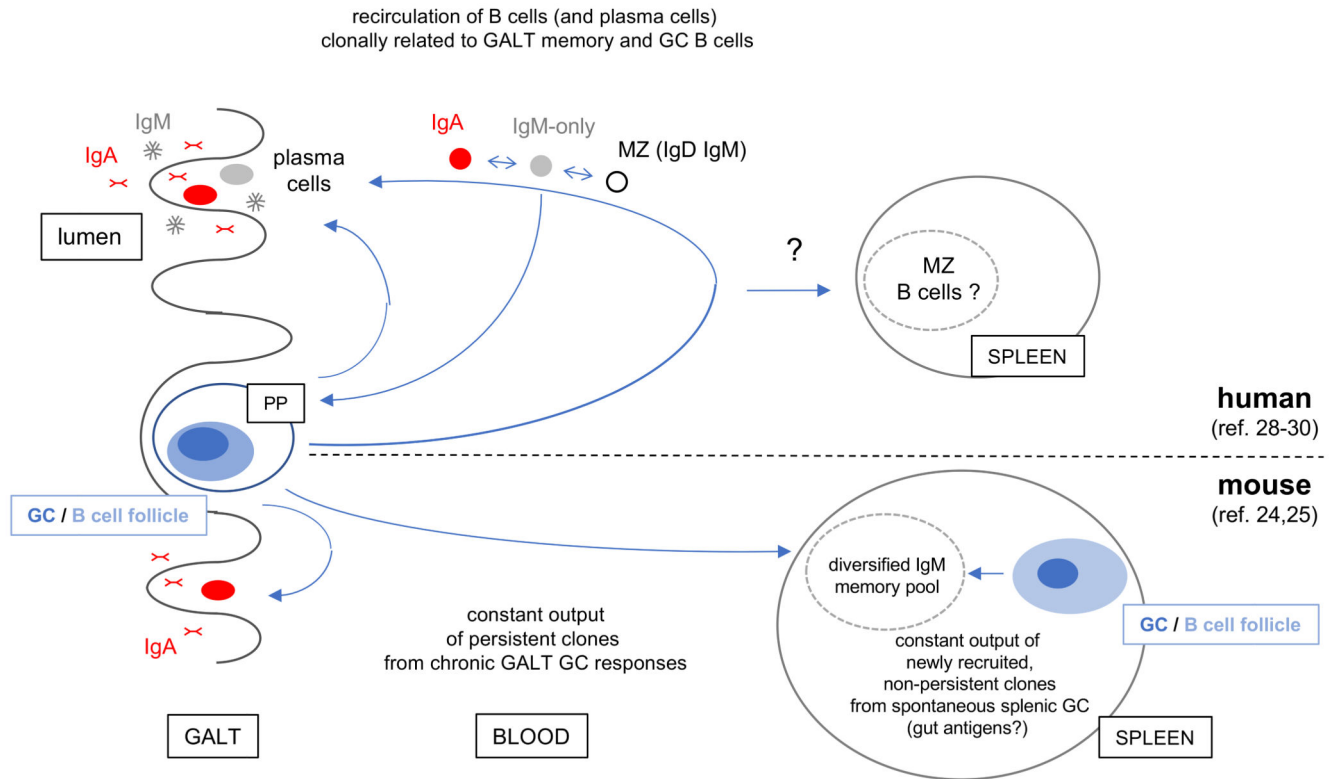 recirculation of B cells (and plasma cells)
clonally related to GALT memory and GC B cells
IgM
IgA
plasma
cells
lumen
IgA
IgM-only
MZ (IgD IgM)
?
MZ
B cells ?
SPLEEN
PP
human
(ref. 28-30)
mouse
(ref. 24,25)
GC / B cell follicle
IgA
constant output
of persistent clones
from chronic GALT GC responses
diversified IgM
memory pool
GC / B cell follicle
constant output of
newly recruited,
non-persistent clones
from spontaneous splenic GC
(gut antigens?)
GALT
BLOOD
SPLEEN